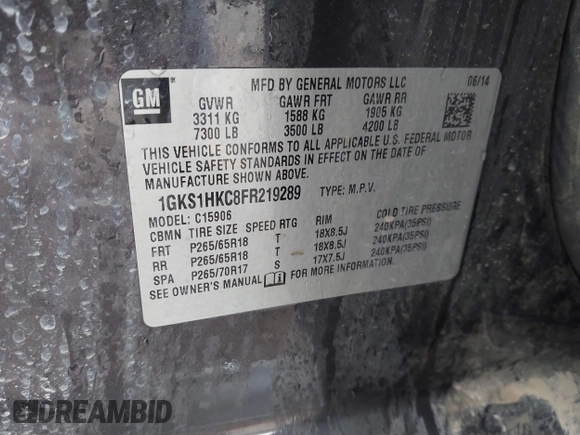 GM
MFD BY GENERAL MOTORS LLC 06/14
GVWR GAWR FRT GAWR RR
3311 KG 1588 KG 1905 KG
7300 LB 3500 LB 4200 LB
THIS VEHICLE CONFORMS TO ALL APPLICABLE U.S. FEDERAL MOTOR
VEHICLE SAFETY STANDARDS IN EFFECT ON THE DATE OF
MANUFACTURE SHOWN ABOVE.
1GKS1HKC8FR219289 TYPE: M.P.V.
MODEL: C15906
CBMN TIRE SIZE SPEED RTG RIM COLD TIRE PRESSURE
FRT P265/65R18 T 18X8.5J 240KPA(35PSI)
RR P265/65R18 T 18X8.5J 240KPA(35PSI)
SPA P265/70R17 S 17X7.5J 240KPA(35PSI)
SEE OWNER'S MANUAL FOR MORE INFORMATION.
DREAMBID